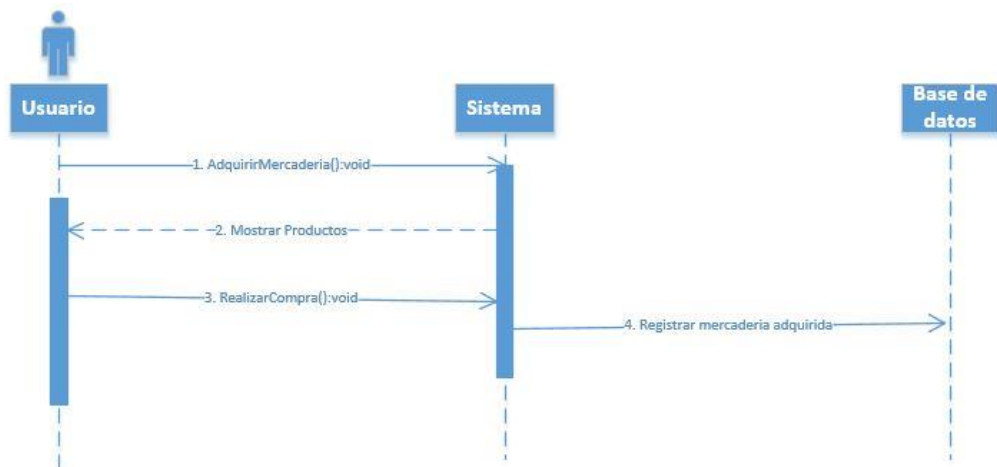 Usuario
Sistema
Base de
datos
1. AdquirirMercaderia():void
2. Mostrar Productos
3. RealizarCompra():void
4. Registrar mercaderia adquirida